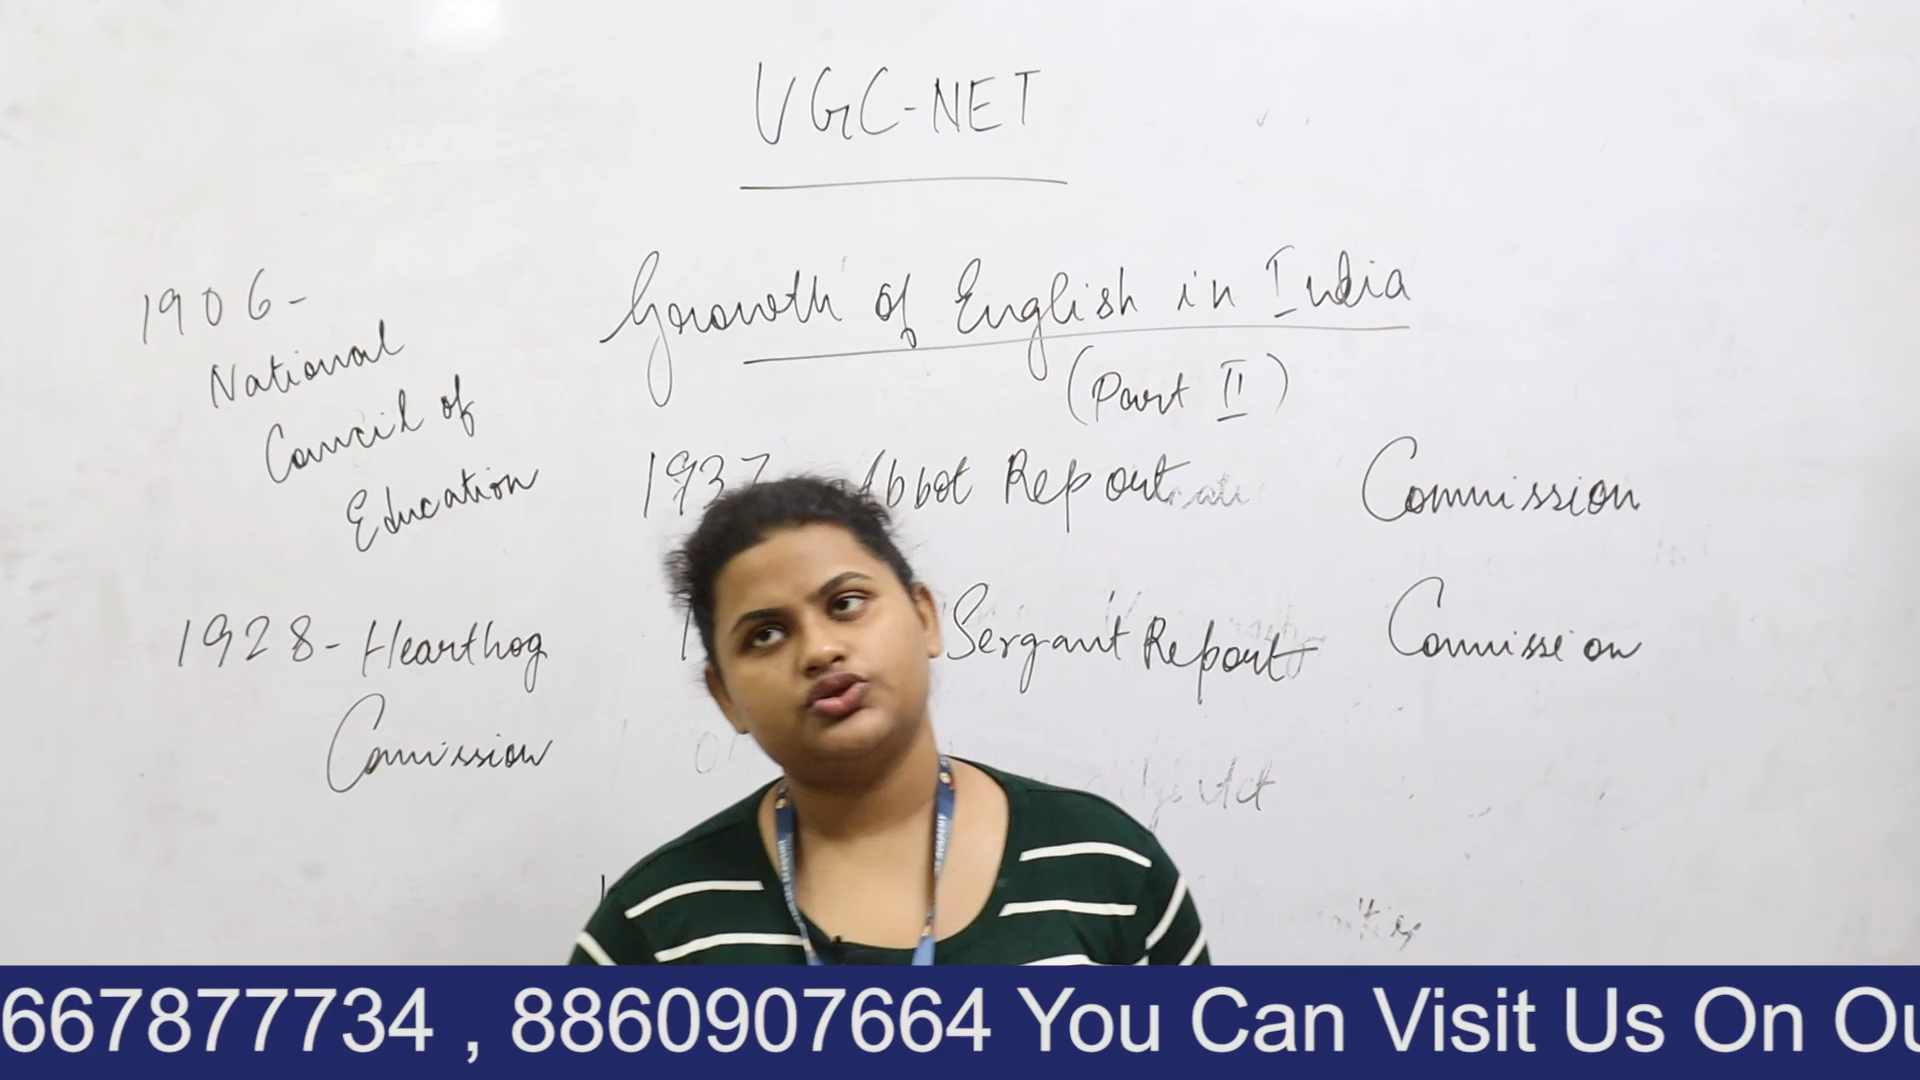 UGC-NET
Growth of English in India
(Part II)
1906-
National
Council of
Education
1928- Hearthog
Commission
1937 Abbot Report
Sergant Report
Commission
Commission
Act
667877734 , 8860907664 You Can Visit Us On Ou